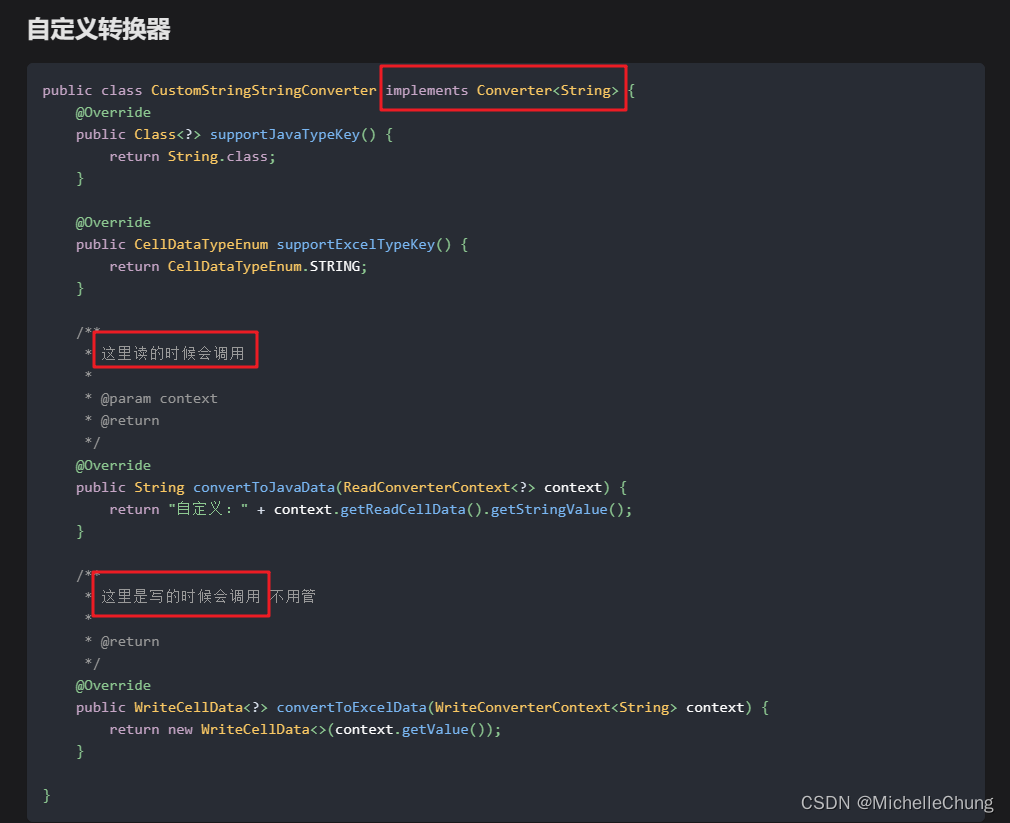 自定义转换器
public class CustomStringStringConverter implements Converter<String> {
    @Override
    public Class<?> supportJavaTypeKey() {
        return String.class;
    }

    @Override
    public CellDataTypeEnum supportExcelTypeKey() {
        return CellDataTypeEnum.STRING;
    }

    /**
     * 这里读的时候会调用
     *
     * @param context
     * @return
     */
    @Override
    public String convertToJavaData(ReadConverterContext<?> context) {
        return "自定义：" + context.getReadCellData().getStringValue();
    }

    /**
     * 这里是写的时候会调用 不用管
     *
     * @return
     */
    @Override
    public WriteCellData<?> convertToExcelData(WriteConverterContext<String> context) {
        return new WriteCellData<>(context.getValue());
    }

}
CSDN @MichelleChung